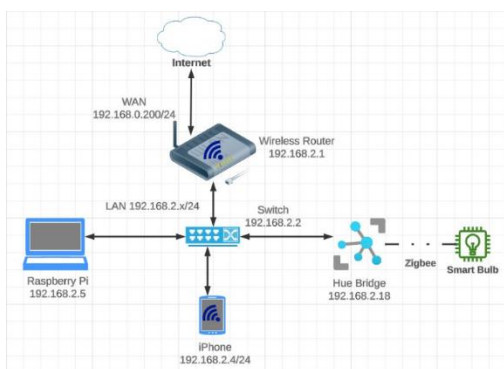 Internet
WAN
192.168.0.200/24
Wireless Router
192.168.2.1
LAN 192.168.2.x/24
Switch
192.168.2.2
Raspberry Pi
192.168.2.5
Hue Bridge
192.168.2.18
Zigbee
Smart Bulb
iPhone
192.168.2.4/24